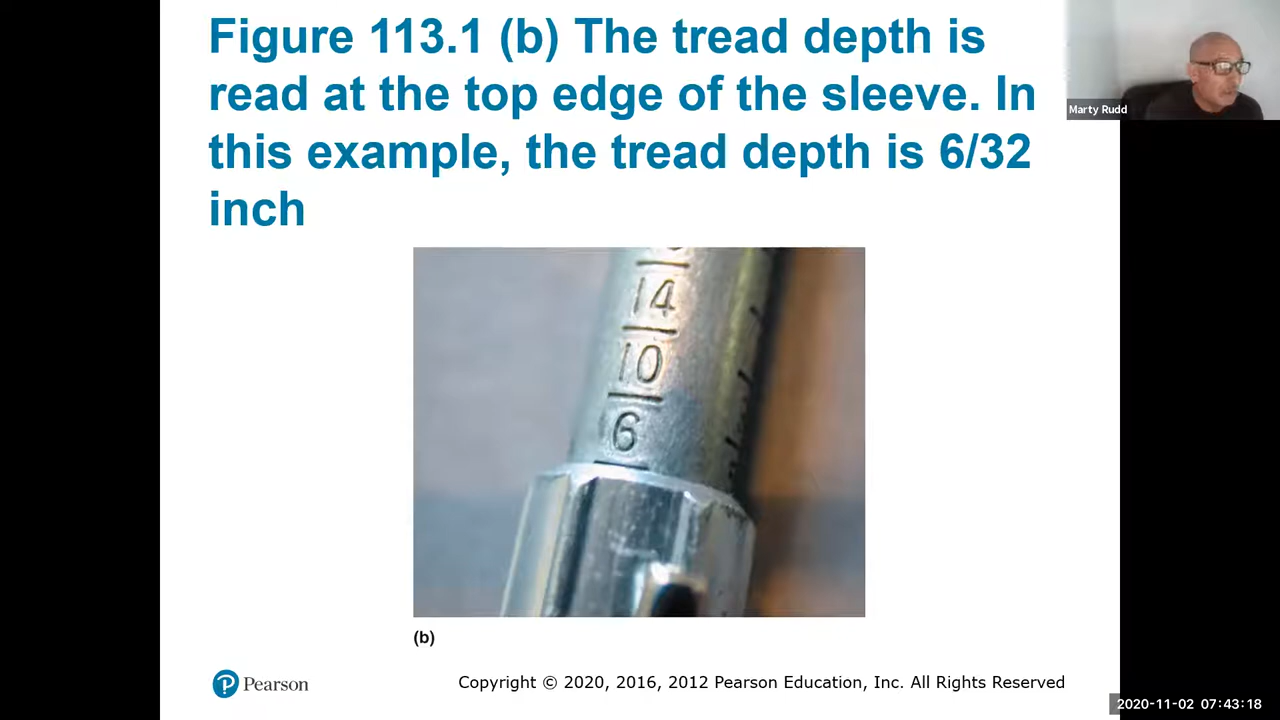 Figure 113.1 (b) The tread depth is
read at the top edge of the sleeve. In
this example, the tread depth is 6/32
inch
Marty Rudd
14
10
6
(b)
Pearson
Copyright © 2020, 2016, 2012 Pearson Education, Inc. All Rights Reserved
2020-11-02 07:43:18